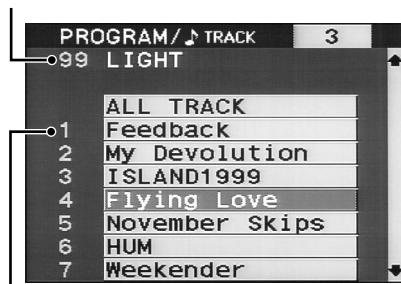 PROGRAM/♪ TRACK 3
99 LIGHT
ALL TRACK
1 Feedback
2 My Devolution
3 ISLAND1999
4 Flying Love
5 November Skips
6 HUM
7 Weekender